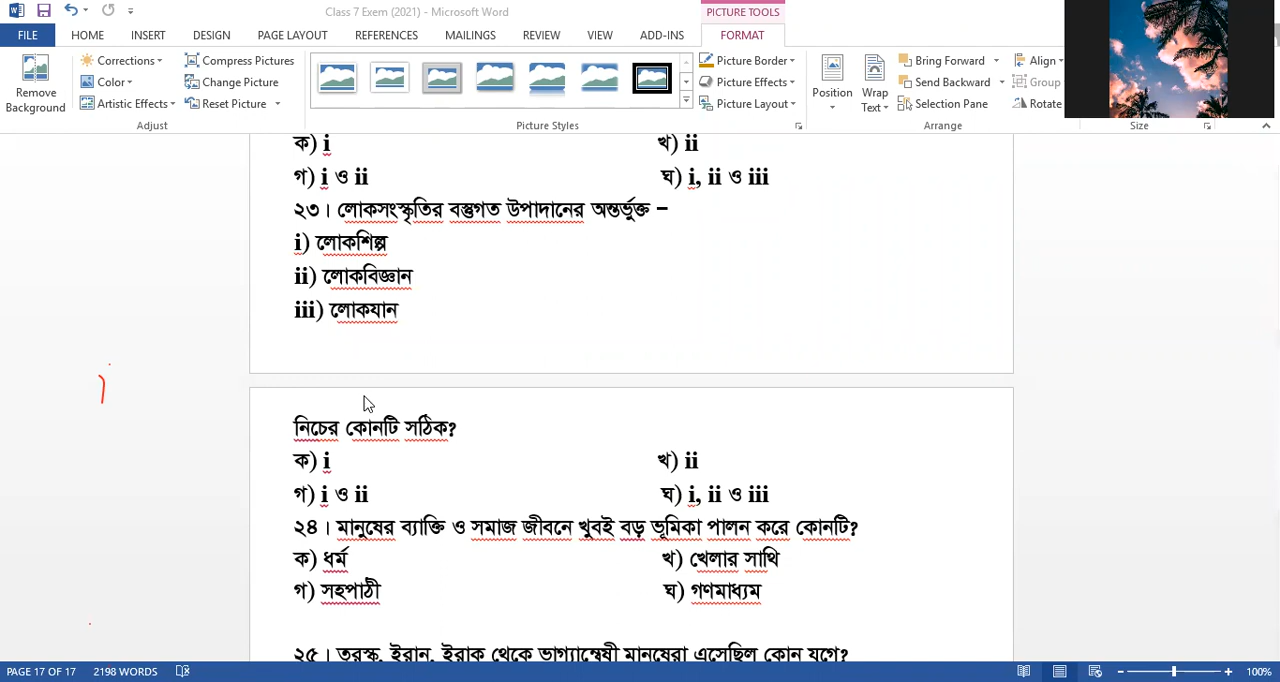 Class 7 Exem (2021) - Microsoft Word
PICTURE TOOLS
FILE HOME INSERT DESIGN PAGE LAYOUT REFERENCES MAILINGS REVIEW VIEW ADD-INS FORMAT
Remove Background
Corrections
Color
Artistic Effects
Compress Pictures
Change Picture
Reset Picture
Adjust
Picture Styles
Picture Border
Picture Effects
Picture Layout
Position
Wrap Text
Bring Forward
Send Backward
Selection Pane
Align
Group
Rotate
Arrange
Size
ক) i খ) ii
গ) i ও ii ঘ) i, ii ও iii
২৩। লোকসংস্কৃতির বস্তুগত উপাদানের অন্তর্ভুক্ত –
i) লোকশিল্প
ii) লোকবিজ্ঞান
iii) লোকযান
নিচের কোনটি সঠিক?
ক) i খ) ii
গ) i ও ii ঘ) i, ii ও iii
২৪। মানুষের ব্যাক্তি ও সমাজ জীবনে খুবই বড় ভূমিকা পালন করে কোনটি?
ক) ধর্ম খ) খেলার সাথি
গ) সহপাঠী ঘ) গণমাধ্যম
২৫। তুরস্ক, ইরান, ইরাক থেকে ভাগ্যান্বেষী মানুষেরা এসেছিল কোন যুগে?
PAGE 17 OF 17 2198 WORDS 100%